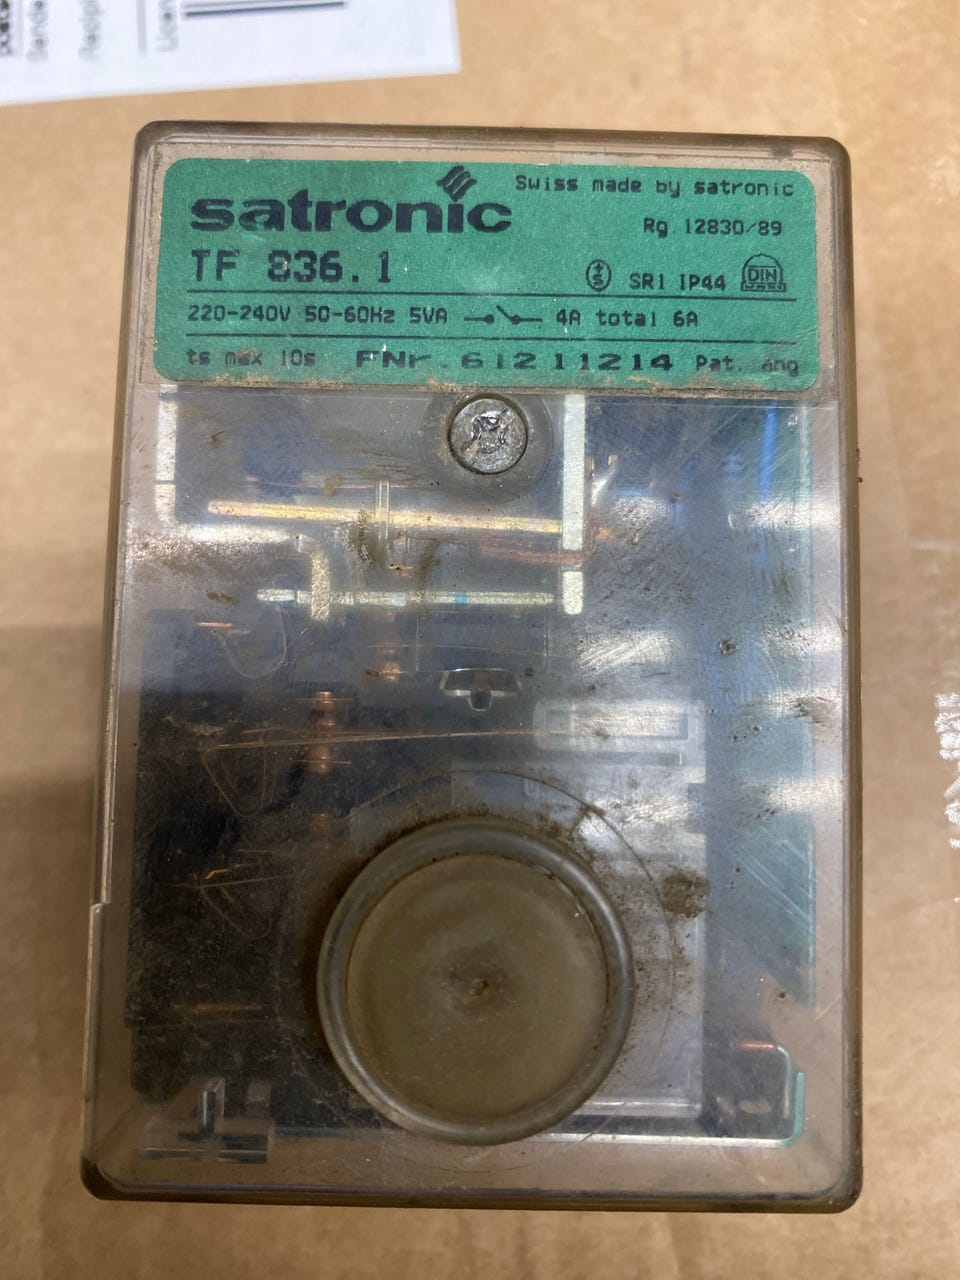 Swiss made by satronic
satronic
Rg. 12830/89
TF 836.1
S SR1 IP44 DIN
220-240V 50-60Hz 5VA 4A total 6A
ts max 10s FNr. 61211214 Pat. ang